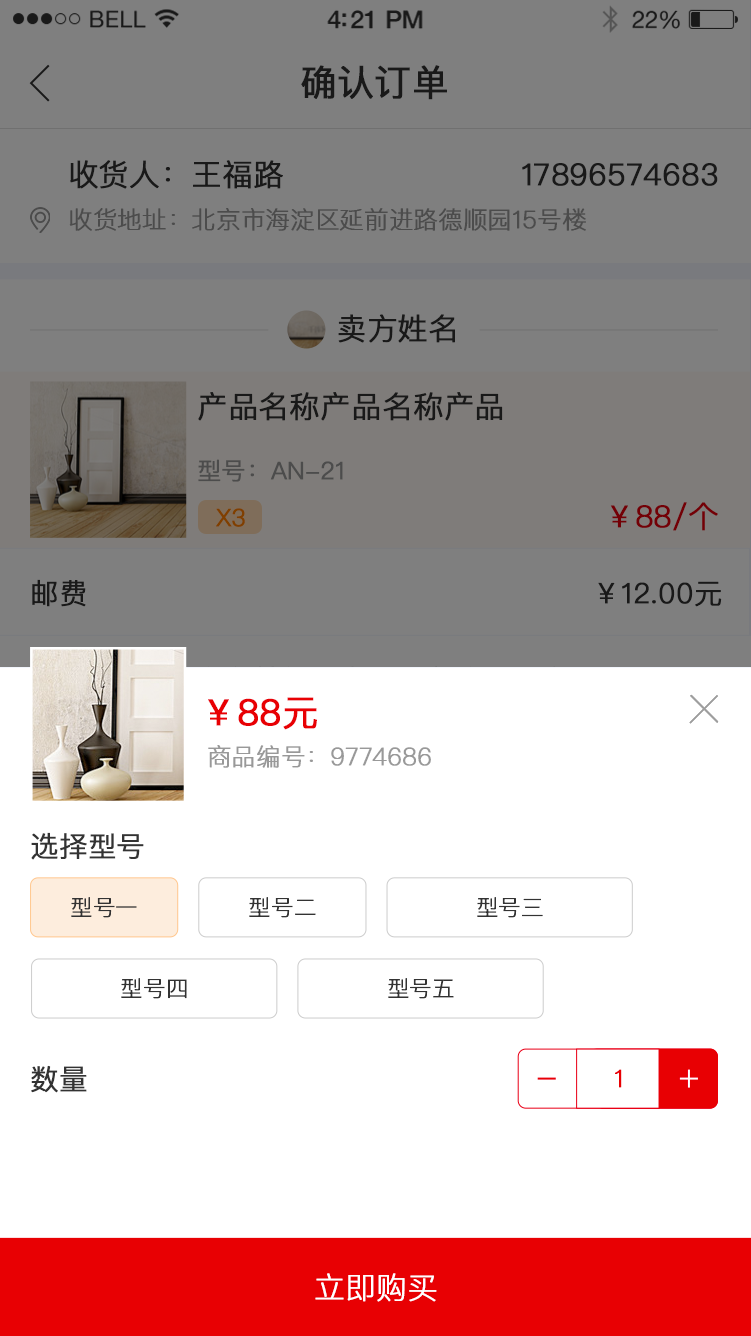 BELL 4:21 PM 22%
确认订单
收货人：王福路 17896574683
收货地址：北京市海淀区延前进路德顺园15号楼
卖方姓名
产品名称产品名称产品
型号：AN-21
X3 ¥88/个
邮费 ¥12.00元
¥88元
商品编号：9774686
选择型号
型号一 型号二 型号三
型号四 型号五
数量 － 1 ＋
立即购买